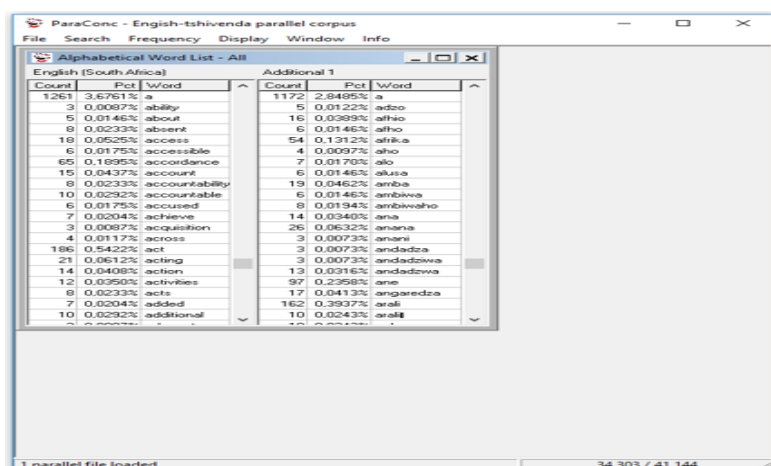 ParaConc - Engish-tshivenda parallel corpus
File Search Frequency Display Window Info
Alphabetical Word List - All
English (South Africa) Additional 1
Count Pct Word Count Pct Word
1261 3,6761% a 1172 2,8485% a
3 0,0087% ability 5 0,0122% adzo
5 0,0146% about 16 0,0389% afhio
8 0,0233% absent 6 0,0146% afho
18 0,0525% access 54 0,1312% afrika
6 0,0175% accessible 4 0,0097% aho
65 0,1895% accordance 7 0,0170% alo
15 0,0437% account 6 0,0146% alusa
8 0,0233% accountability 19 0,0462% amba
10 0,0292% accountable 6 0,0146% ambiwa
6 0,0175% accused 8 0,0194% ambiwaho
7 0,0204% achieve 14 0,0340% ana
3 0,0087% acquisition 26 0,0632% anana
4 0,0117% across 3 0,0073% anani
186 0,5422% act 3 0,0073% andadza
21 0,0612% acting 3 0,0073% andadziwa
14 0,0408% action 13 0,0316% andadzwa
12 0,0350% activities 97 0,2358% ane
8 0,0233% acts 17 0,0413% angaredza
7 0,0204% added 162 0,3937% arali
10 0,0292% additional 10 0,0243%
1 parallel file loaded 34 303 / 41 144